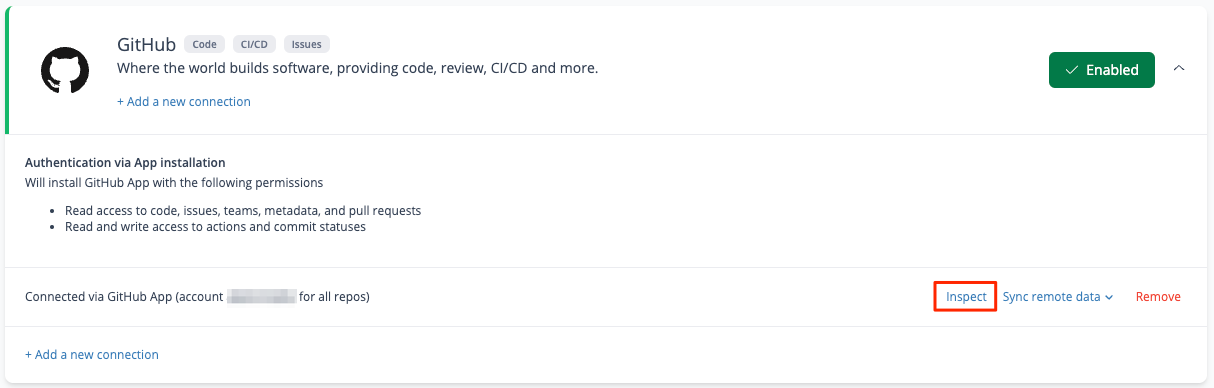 GitHub Code CI/CD Issues
Where the world builds software, providing code, review, CI/CD and more.
+ Add a new connection
Enabled
Authentication via App installation
Will install GitHub App with the following permissions
Read access to code, issues, teams, metadata, and pull requests
Read and write access to actions and commit statuses
Connected via GitHub App (account for all repos)
Inspect Sync remote data Remove
+ Add a new connection